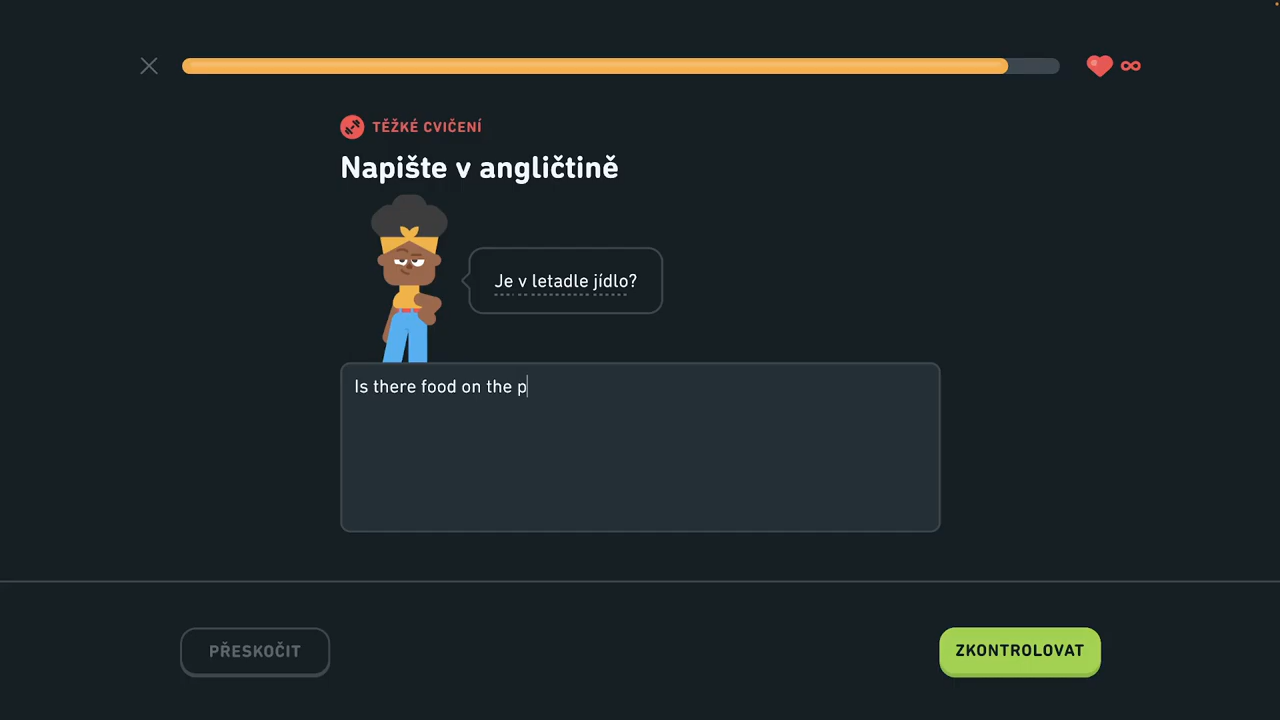 TĚŽKÉ CVIČENÍ
Napište v angličtině
Je v letadle jídlo?
Is there food on the p
PŘESKOČIT
ZKONTROLOVAT